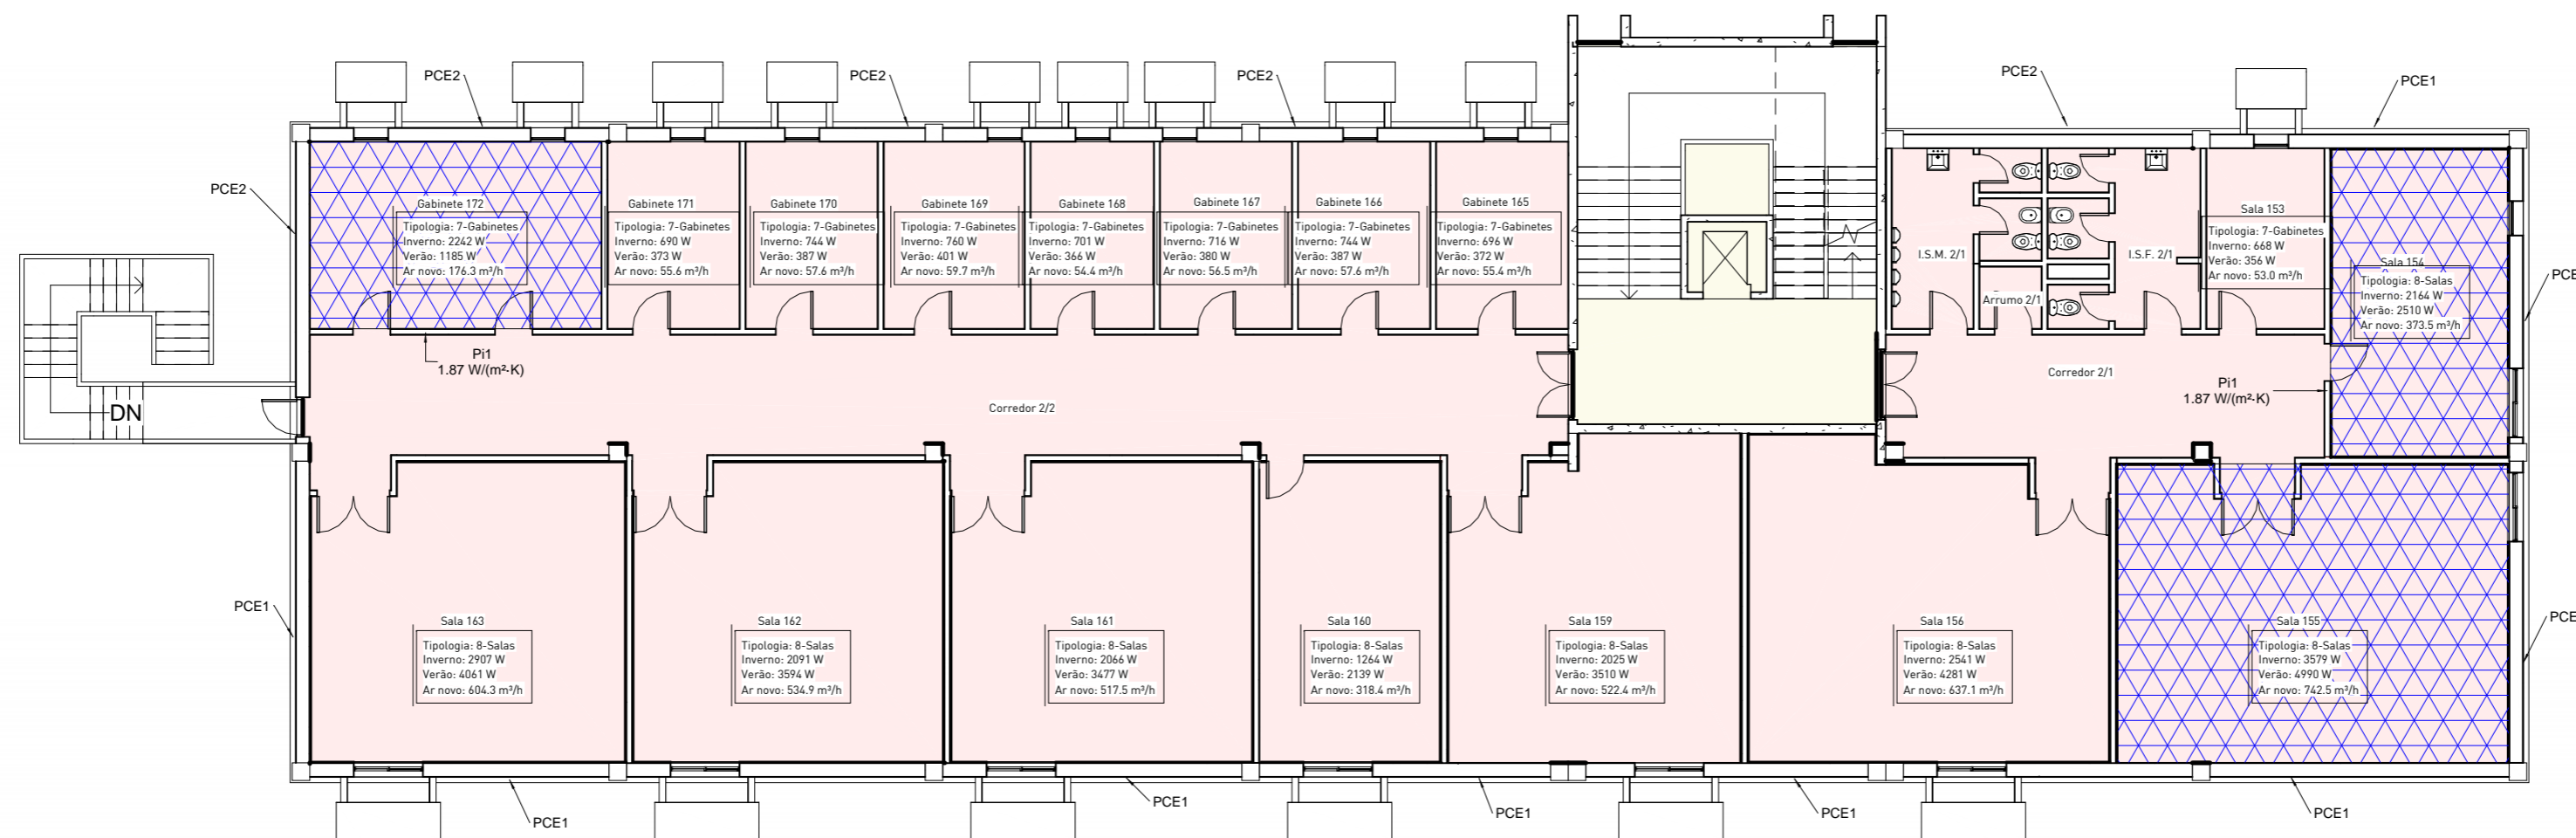 PCE2
PCE2
PCE2
PCE2
PCE1
PCE2
Gabinete 172
Tipologia: 7-Gabinetes
Inverno: 2242 W
Verão: 1185 W
Ar novo: 176.3 m³/h
Gabinete 171
Tipologia: 7-Gabinetes
Inverno: 690 W
Verão: 373 W
Ar novo: 55.6 m³/h
Gabinete 170
Tipologia: 7-Gabinetes
Inverno: 744 W
Verão: 387 W
Ar novo: 57.6 m³/h
Gabinete 169
Tipologia: 7-Gabinetes
Inverno: 760 W
Verão: 401 W
Ar novo: 59.7 m³/h
Gabinete 168
Tipologia: 7-Gabinetes
Inverno: 701 W
Verão: 366 W
Ar novo: 54.4 m³/h
Gabinete 167
Tipologia: 7-Gabinetes
Inverno: 716 W
Verão: 380 W
Ar novo: 56.5 m³/h
Gabinete 166
Tipologia: 7-Gabinetes
Inverno: 744 W
Verão: 387 W
Ar novo: 57.6 m³/h
Gabinete 165
Tipologia: 7-Gabinetes
Inverno: 696 W
Verão: 372 W
Ar novo: 55.4 m³/h
I.S.M. 2/1
Arrumo 2/1
I.S.F. 2/1
Sala 153
Tipologia: 7-Gabinetes
Inverno: 668 W
Verão: 356 W
Ar novo: 53.0 m³/h
Sala 154
Tipologia: 8-Salas
Inverno: 2164 W
Verão: 2510 W
Ar novo: 373.5 m³/h
Pi1
1.87 W/(m²·K)
DN
Corredor 2/2
Corredor 2/1
Pi1
1.87 W/(m²·K)
PCE1
Sala 163
Tipologia: 8-Salas
Inverno: 2907 W
Verão: 4061 W
Ar novo: 604.3 m³/h
Sala 162
Tipologia: 8-Salas
Inverno: 2091 W
Verão: 3594 W
Ar novo: 534.9 m³/h
Sala 161
Tipologia: 8-Salas
Inverno: 2066 W
Verão: 3477 W
Ar novo: 517.5 m³/h
Sala 160
Tipologia: 8-Salas
Inverno: 1264 W
Verão: 2139 W
Ar novo: 318.4 m³/h
Sala 159
Tipologia: 8-Salas
Inverno: 2025 W
Verão: 3510 W
Ar novo: 522.4 m³/h
Sala 156
Tipologia: 8-Salas
Inverno: 2541 W
Verão: 4281 W
Ar novo: 637.1 m³/h
Sala 155
Tipologia: 8-Salas
Inverno: 3579 W
Verão: 4990 W
Ar novo: 742.5 m³/h
PCE1
PCE1
PCE1
PCE1
PCE1